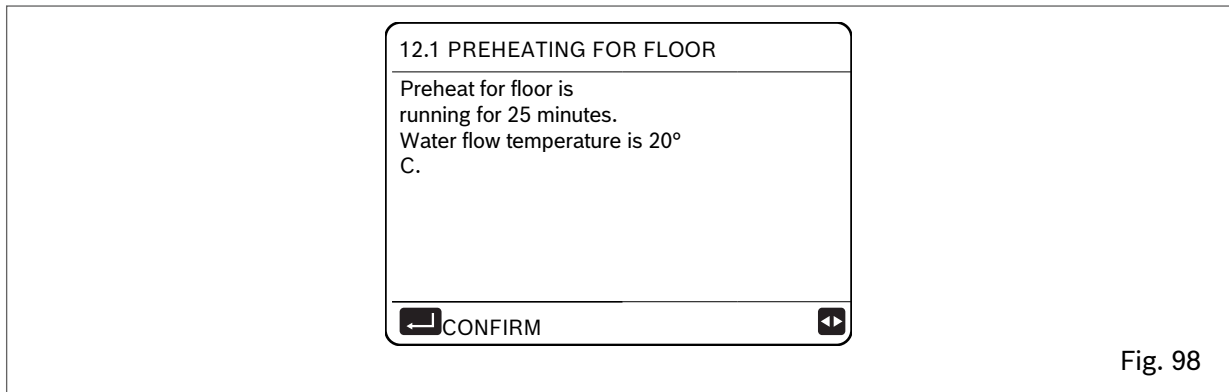 12.1 PREHEATING FOR FLOOR
Preheat for floor is
running for 25 minutes.
Water flow temperature is 20°
C.
CONFIRM
Fig. 98